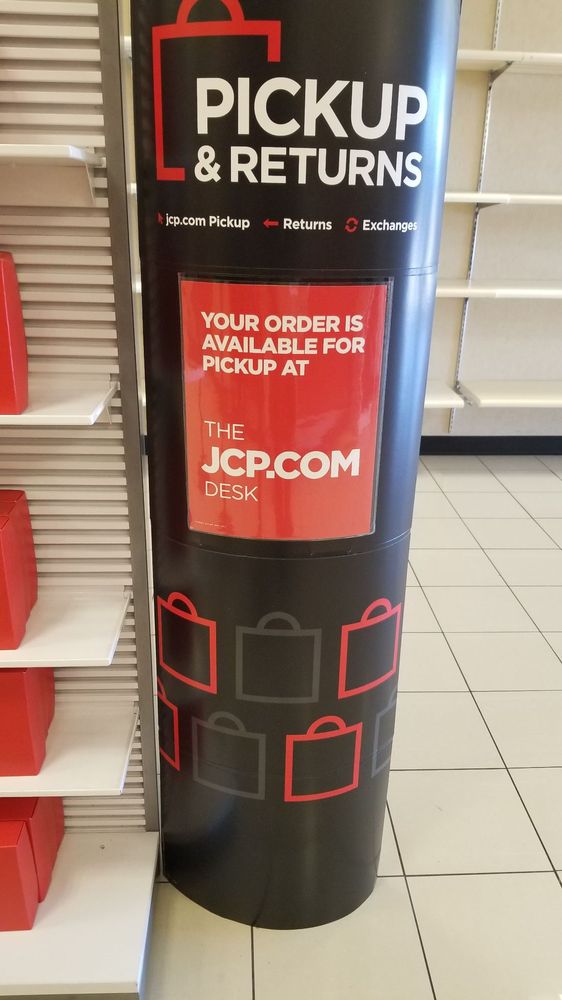 PICKUP
& RETURNS
jcp.com Pickup Returns Exchanges
YOUR ORDER IS
AVAILABLE FOR
PICKUP AT
THE
JCP.COM
DESK